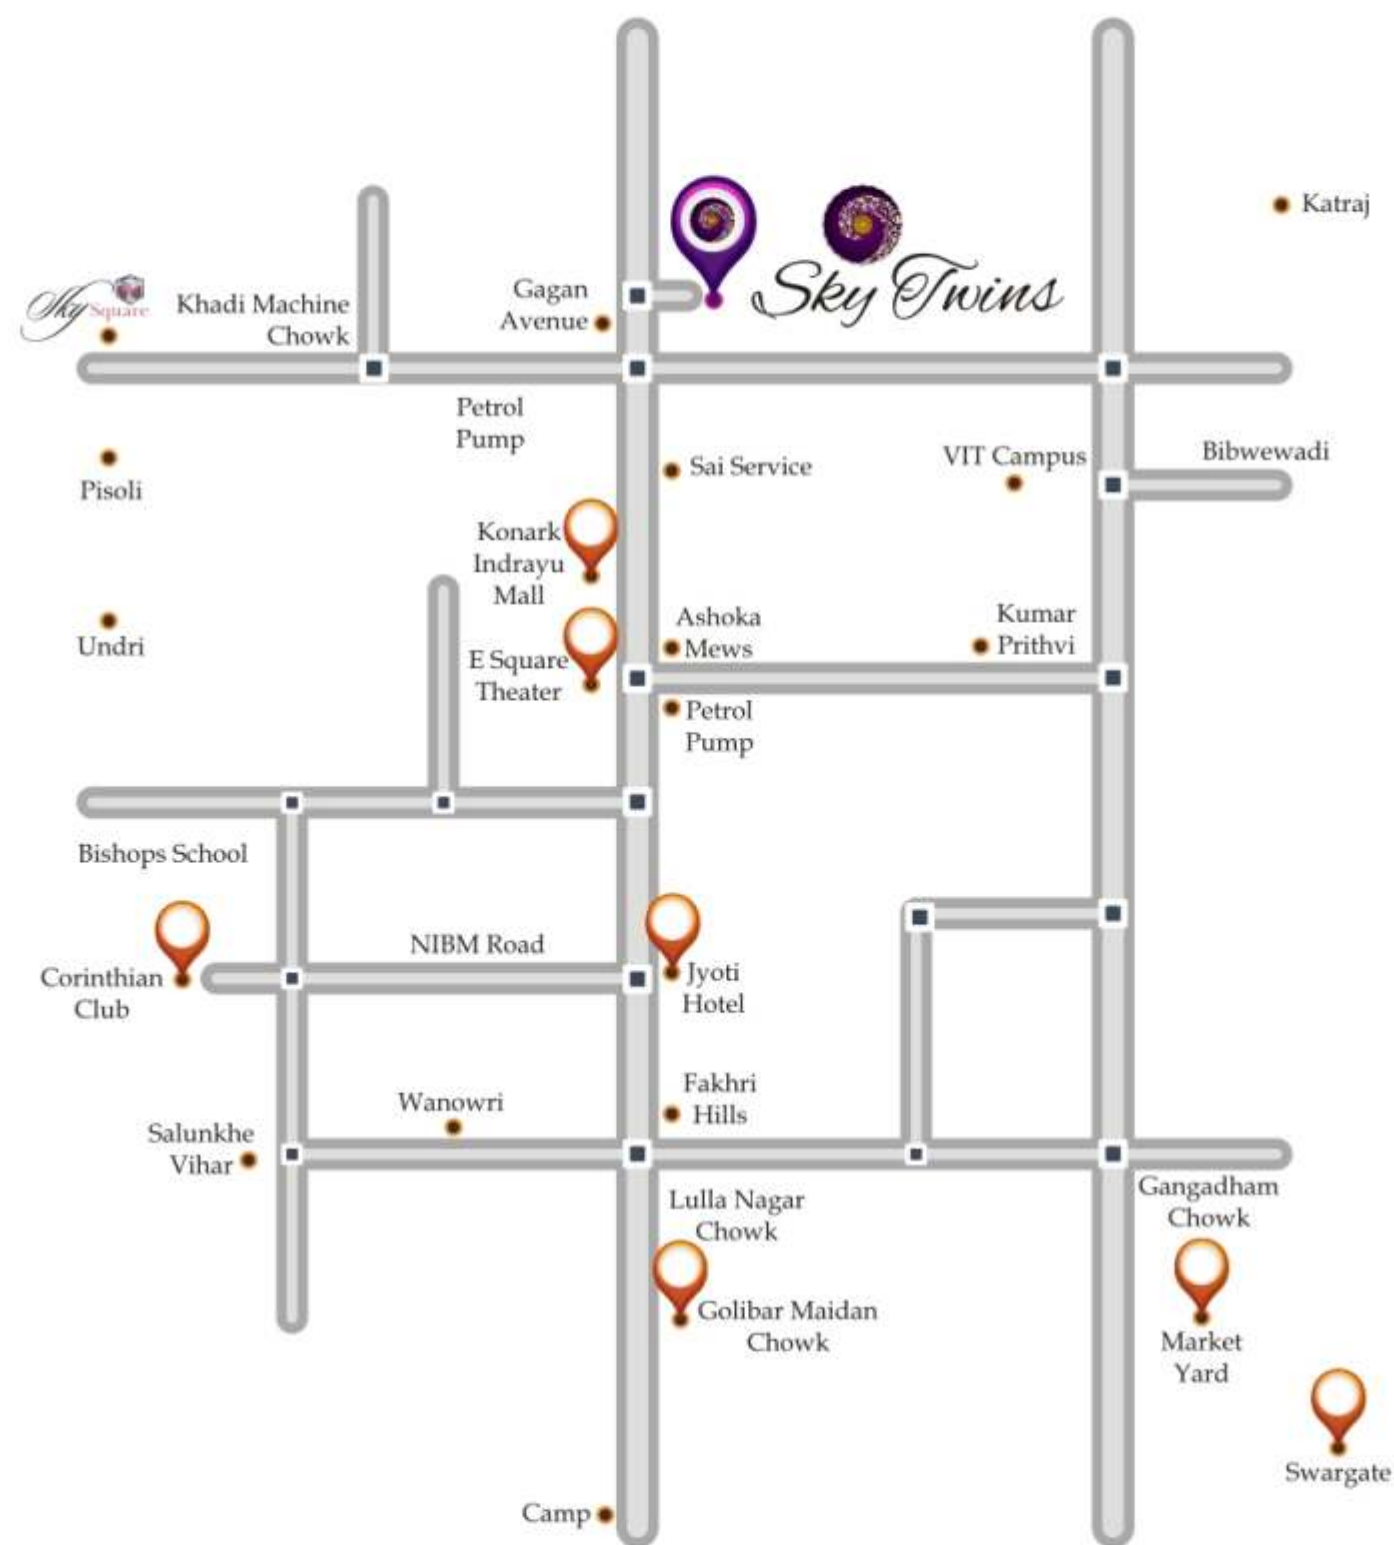 Katraj
Sky Twins
Sky Square
Khadi Machine
Chowk
Gagan
Avenue
Petrol
Pump
Sai Service
VIT Campus
Bibwewadi
Pisoli
Konark
Indrayu
Mall
Ashoka
Mews
Kumar
Prithvi
Undri
E Square
Theater
Petrol
Pump
Bishops School
NIBM Road
Corinthian
Club
Jyoti
Hotel
Fakhri
Hills
Wanowri
Salunkhe
Vihar
Lulla Nagar
Chowk
Gangadham
Chowk
Golibar Maidan
Chowk
Market
Yard
Swargate
Camp